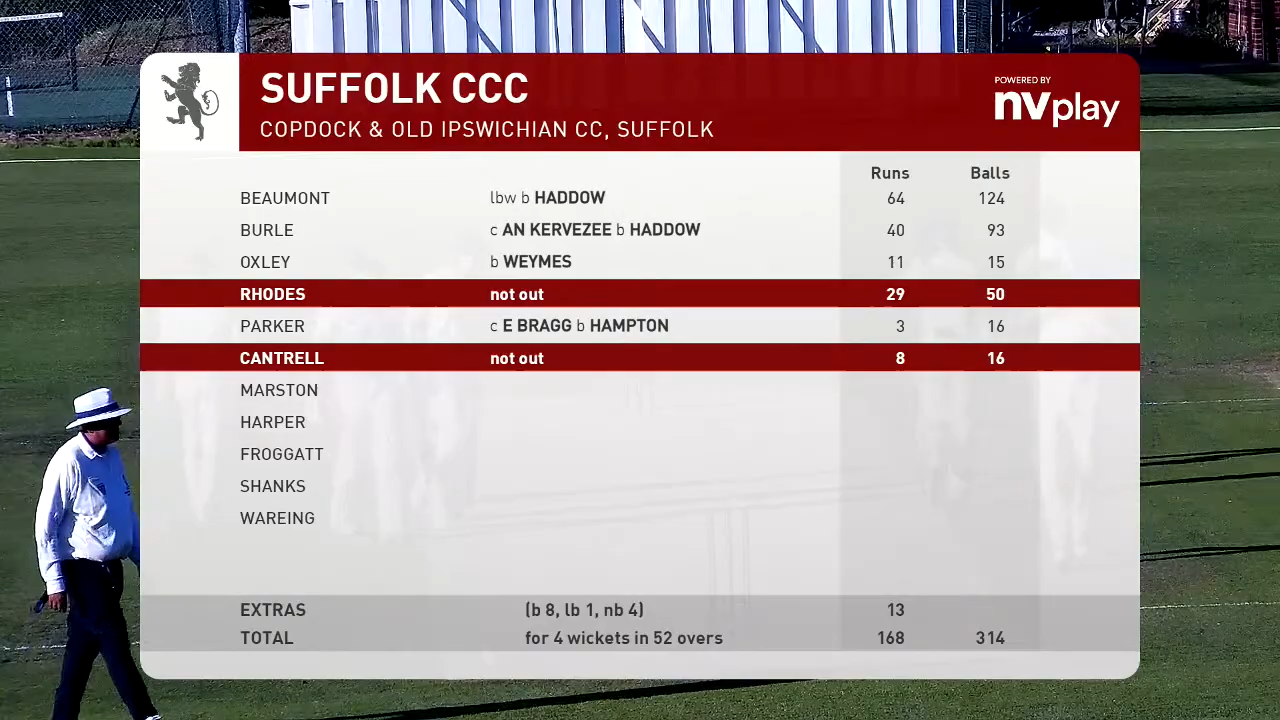 SUFFOLK CCC
COPDOCK & OLD IPSWICHIAN CC, SUFFOLK
POWERED BY
nvplay
Runs Balls
BEAUMONT lbw b HADDOW 64 124
BURLE c AN KERVEZEE b HADDOW 40 93
OXLEY b WEYMES 11 15
RHODES not out 29 50
PARKER c E BRAGG b HAMPTON 3 16
CANTRELL not out 8 16
MARSTON
HARPER
FROGGATT
SHANKS
WAREING
EXTRAS (b 8, lb 1, nb 4) 13
TOTAL for 4 wickets in 52 overs 168 314